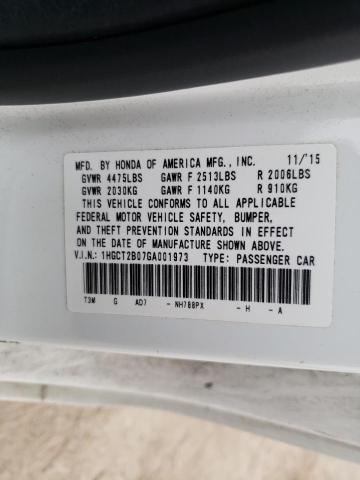 MFD. BY HONDA OF AMERICA MFG., INC. 11/'15
GVWR 4475LBS GAWR F 2513LBS R 2006LBS
GVWR 2030KG GAWR F 1140KG R 910KG
THIS VEHICLE CONFORMS TO ALL APPLICABLE
FEDERAL MOTOR VEHICLE SAFETY, BUMPER,
AND THEFT PREVENTION STANDARDS IN EFFECT
ON THE DATE OF MANUFACTURE SHOWN ABOVE.
V.I.N.: 1HGCT2B07GA001973 TYPE: PASSENGER CAR
T3M G AD7 - NH788PX - H - A